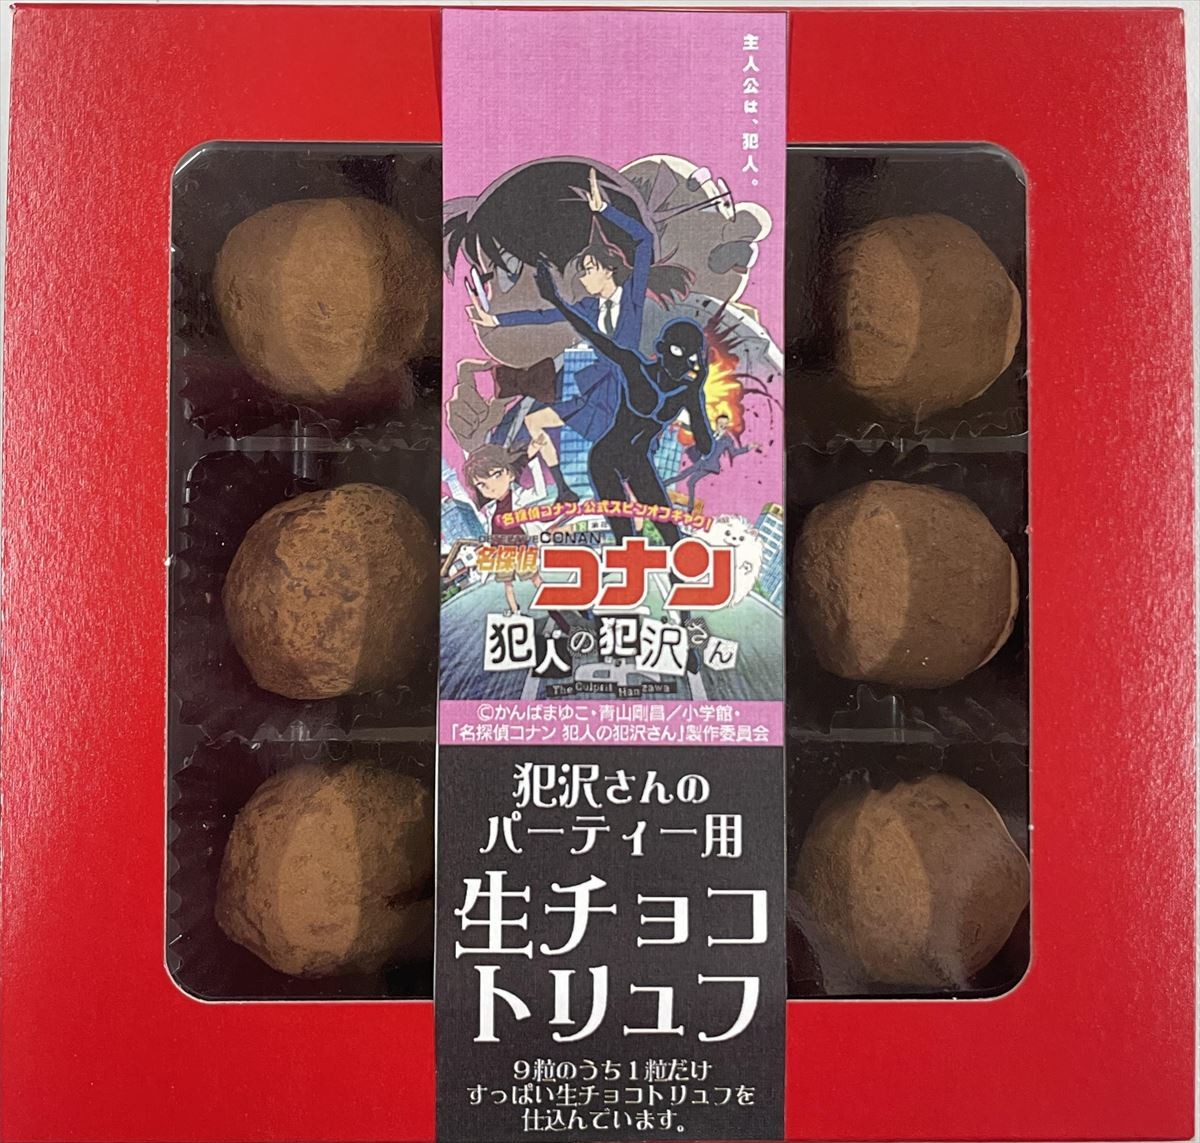 主人公は、犯人。
「名探偵コナン」公式スピンオフギャグ!
CONAN
名探偵
コナン
犯人の犯沢さん
The Culprit Hanzawa
©かんばまゆこ・青山剛昌／小学館・
「名探偵コナン 犯人の犯沢さん」製作委員会
犯沢さんの
パーティー用
生チョコ
トリュフ
9粒のうち1粒だけ
すっぱい生チョコトリュフを
仕込んでいます。